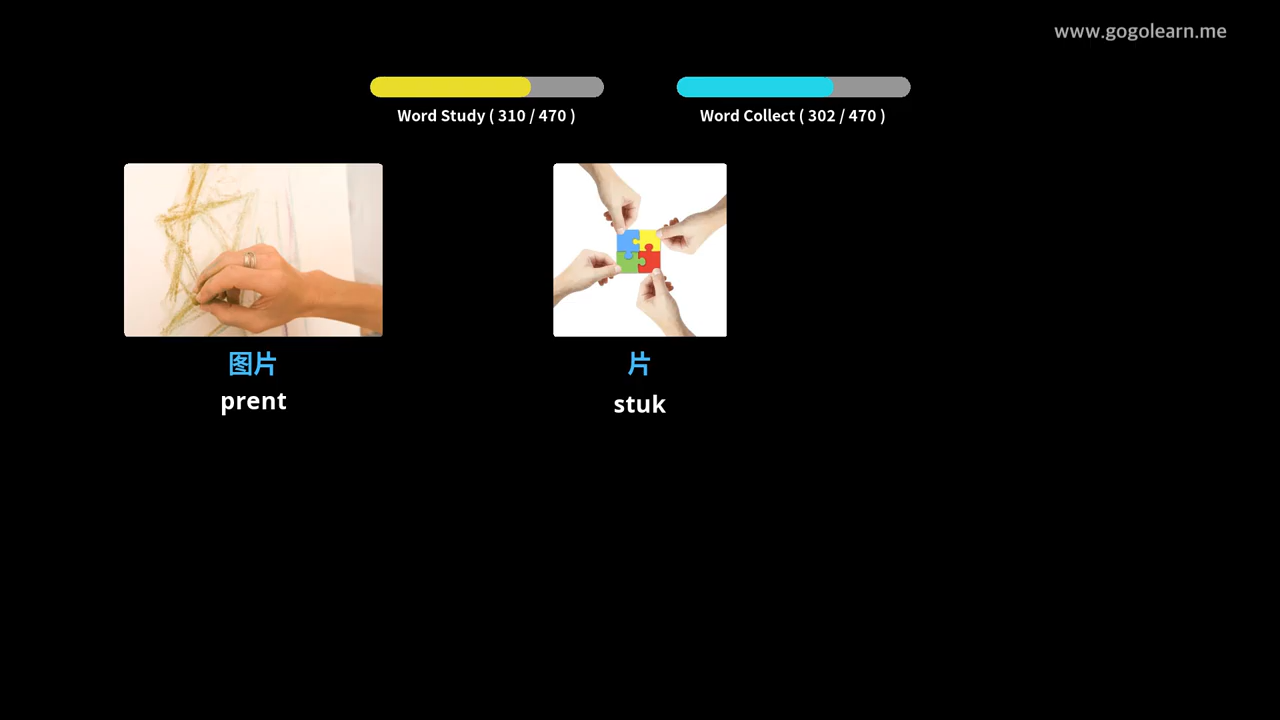 www.gogolearn.me
Word Study ( 310 / 470 )
Word Collect ( 302 / 470 )
图片
prent
片
stuk